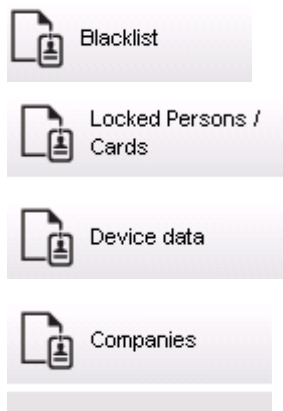 Blacklist
Locked Persons /
Cards
Device data
Companies